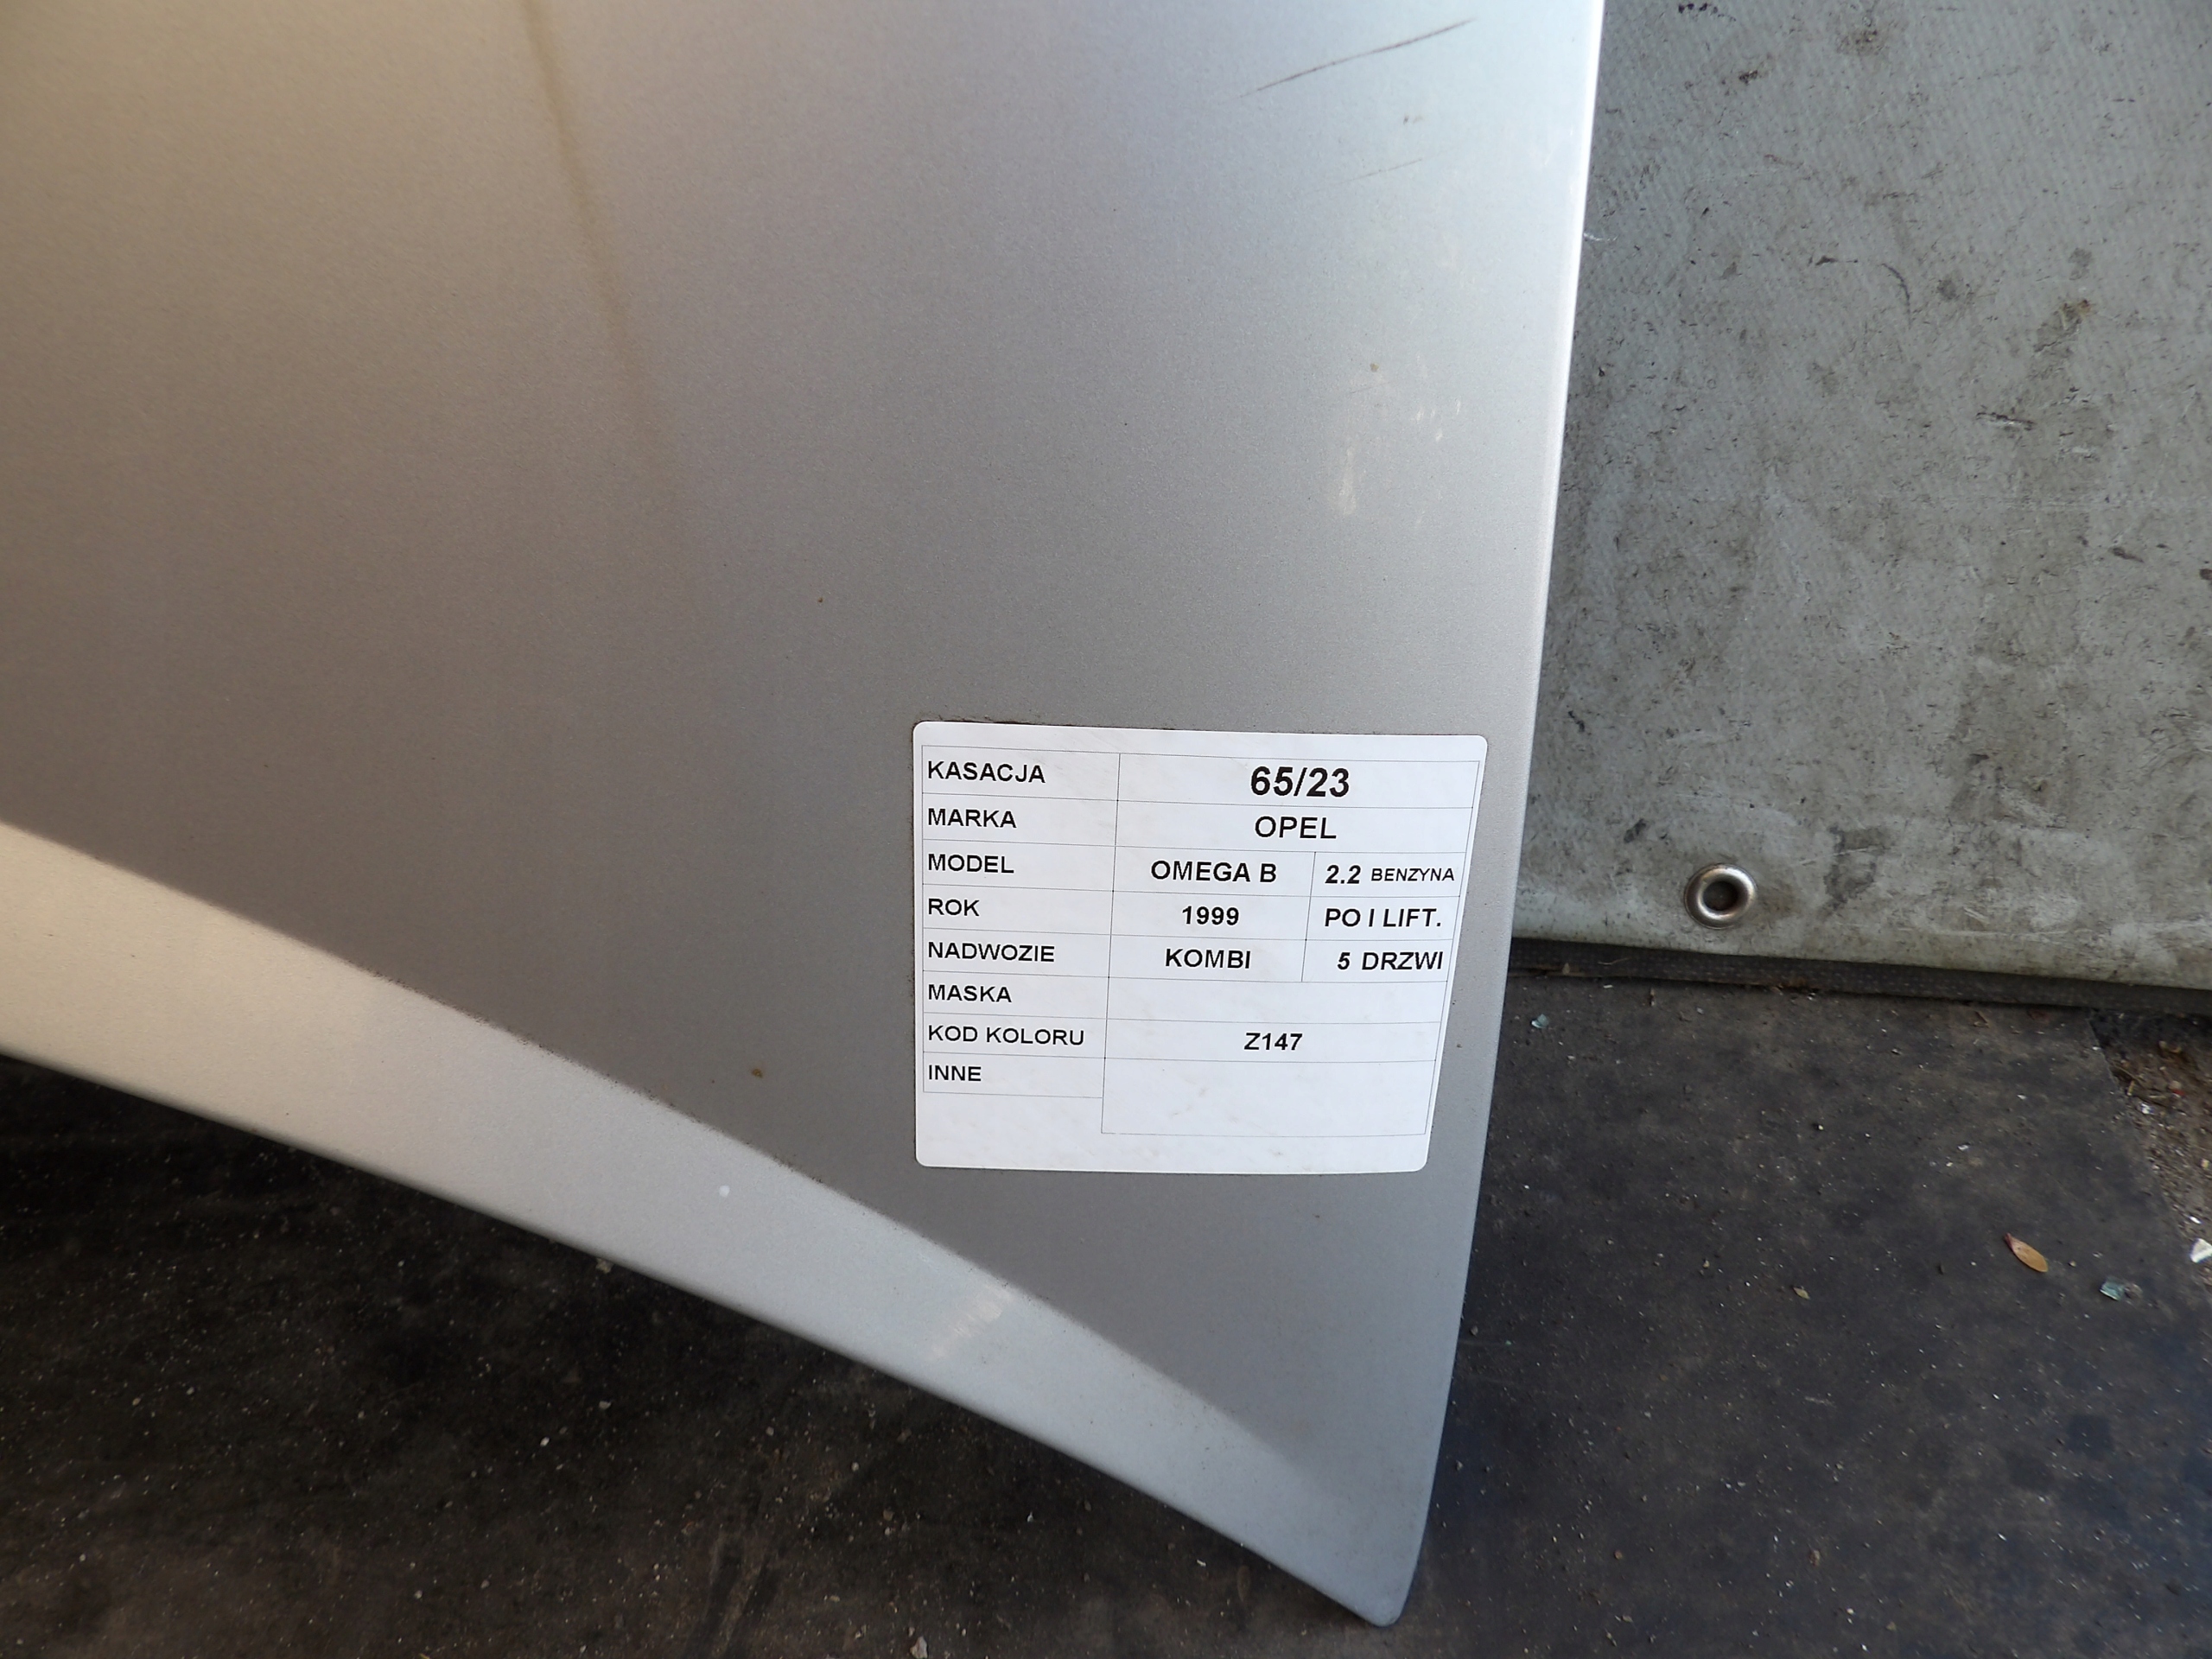 KASACJA 65/23
MARKA OPEL
MODEL OMEGA B 2.2 BENZYNA
ROK 1999 PO I LIFT.
NADWOZIE KOMBI 5 DRZWI
MASKA
KOD KOLORU Z147
INNE